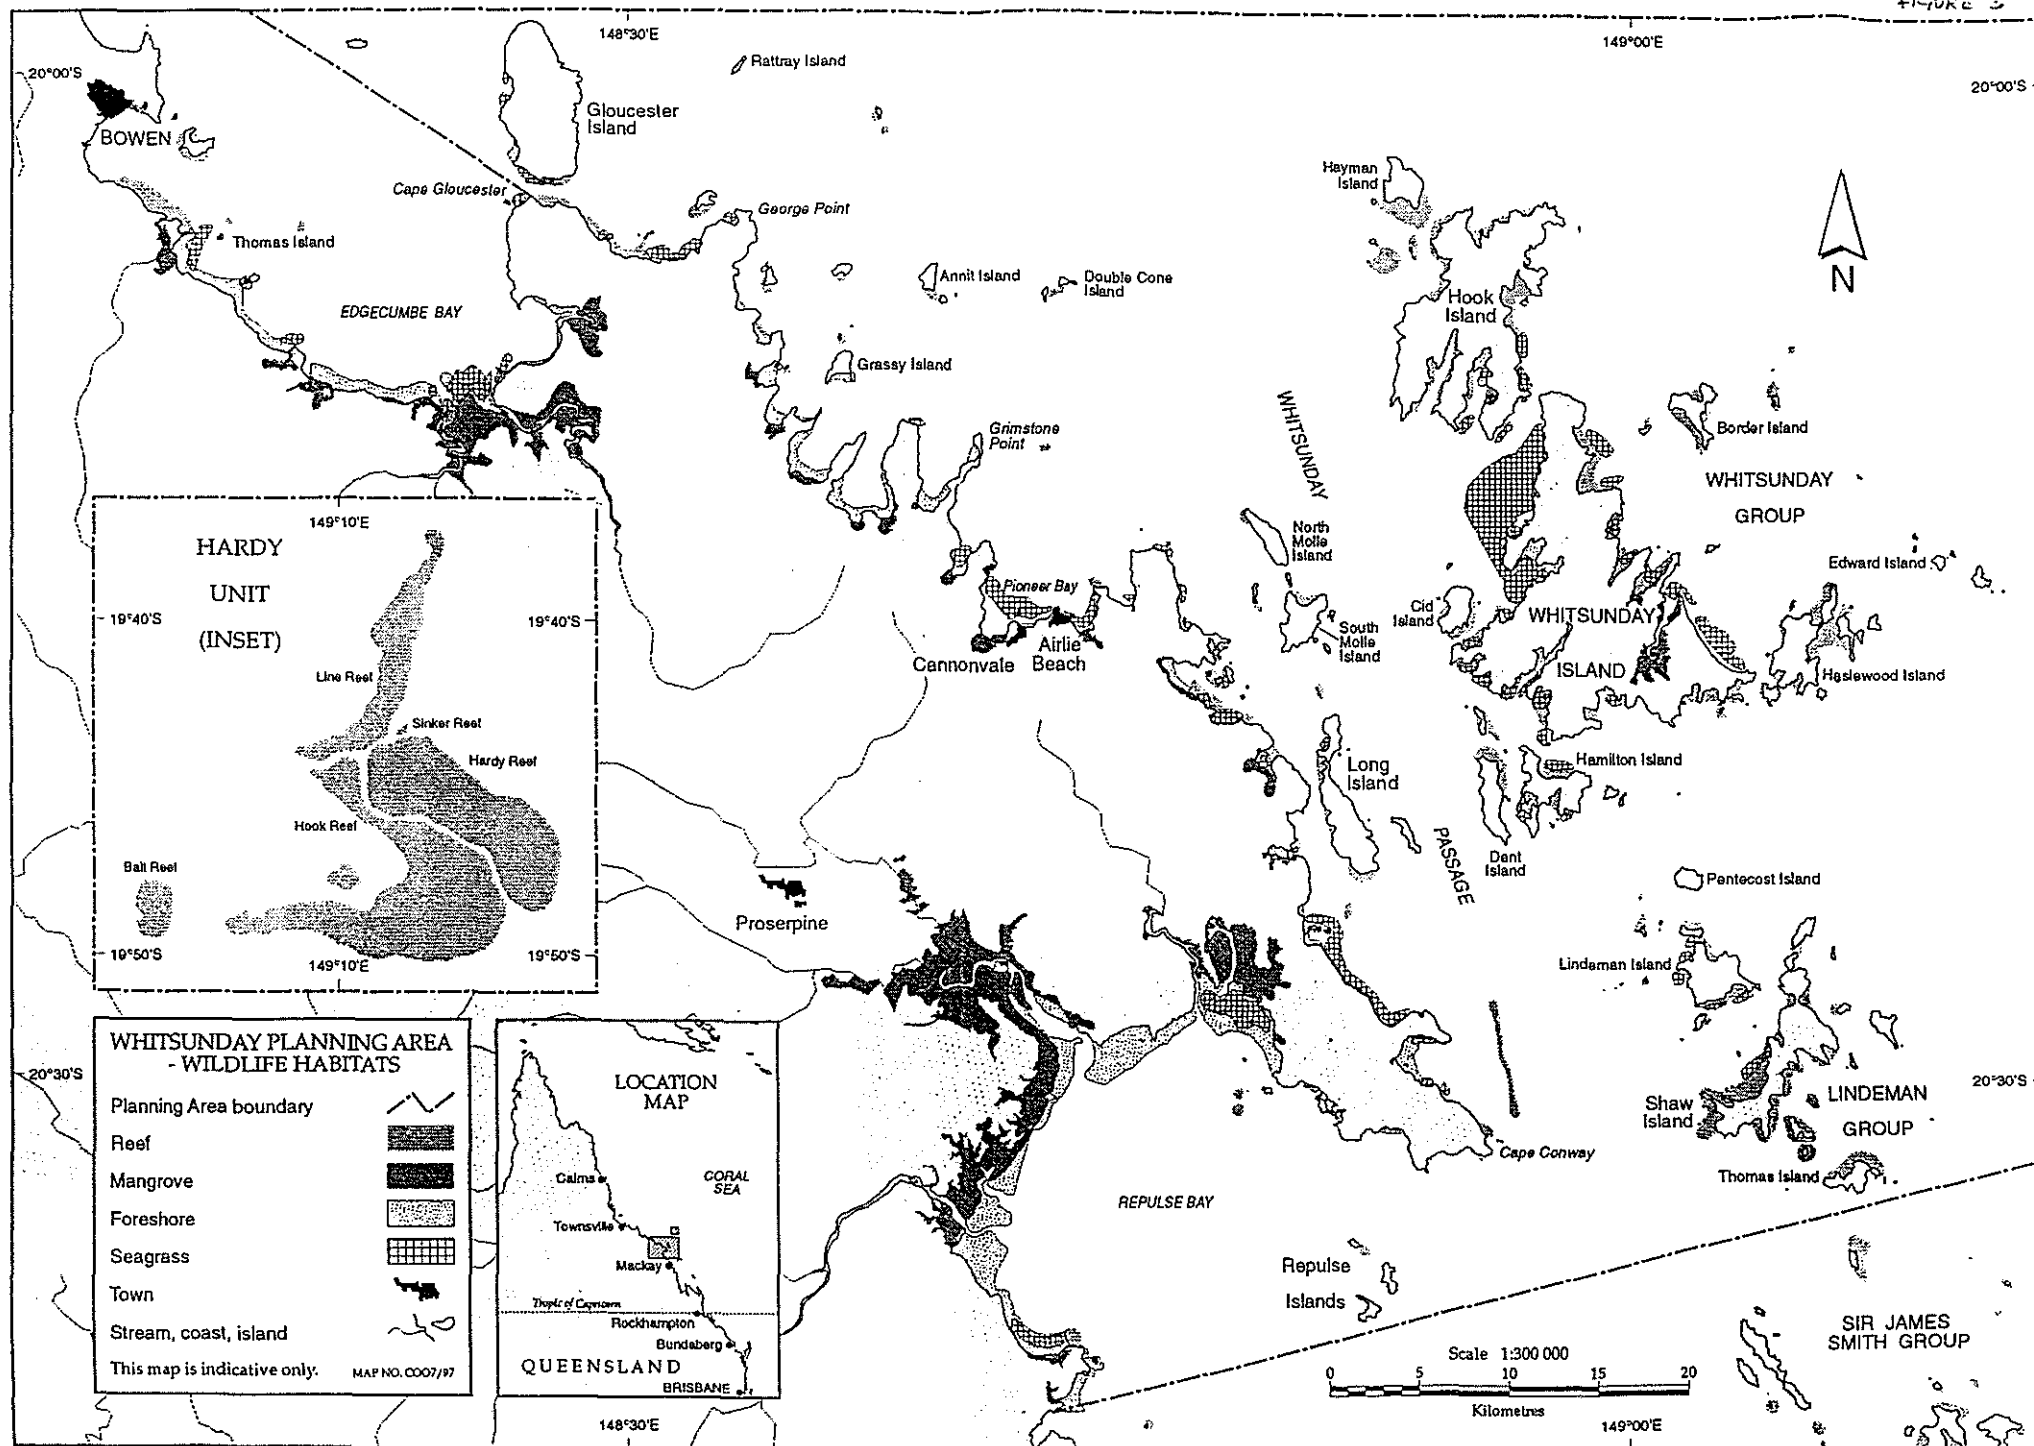 FIGURE 3
148°30'E
149°00'E
20°00'S
20°00'S
Rattray Island
Gloucester
Island
BOWEN
Cape Gloucester
George Point
Hayman
Island
Thomas Island
EDGECUMBE BAY
Annit Island
Double Cone
Island
Hook
Island
N
Grassy Island
Grimstone
Point
WHITSUNDAY
Border Island
WHITSUNDAY
GROUP
North
Molle
Island
Edward Island
Pioneer Bay
Cid
Island
WHITSUNDAY
ISLAND
South
Molle
Island
Cannonvale
Airlie
Beach
Haslewood Island
Long
Island
Hamilton Island
PASSAGE
Dent
Island
Pentecost Island
Proserpine
Lindeman Island
HARDY
UNIT
(INSET)
149°10'E
19°40'S
19°40'S
Line Reef
Sinker Reef
Hardy Reef
Hook Reef
Ball Reef
19°50'S
149°10'E
19°50'S
20°30'S
20°30'S
Shaw
Island
LINDEMAN
GROUP
Thomas Island
Cape Conway
REPULSE BAY
Repulse
Islands
SIR JAMES
SMITH GROUP
WHITSUNDAY PLANNING AREA
- WILDLIFE HABITATS
Planning Area boundary
Reef
Mangrove
Foreshore
Seagrass
Town
Stream, coast, island
This map is indicative only.
MAP NO. C007/97
LOCATION
MAP
Cairns
CORAL
SEA
Townsville
Mackay
Tropic of Capricorn
Rockhampton
Bundaberg
QUEENSLAND
BRISBANE
Scale 1:300 000
0 5 10 15 20
Kilometres
148°30'E
149°00'E